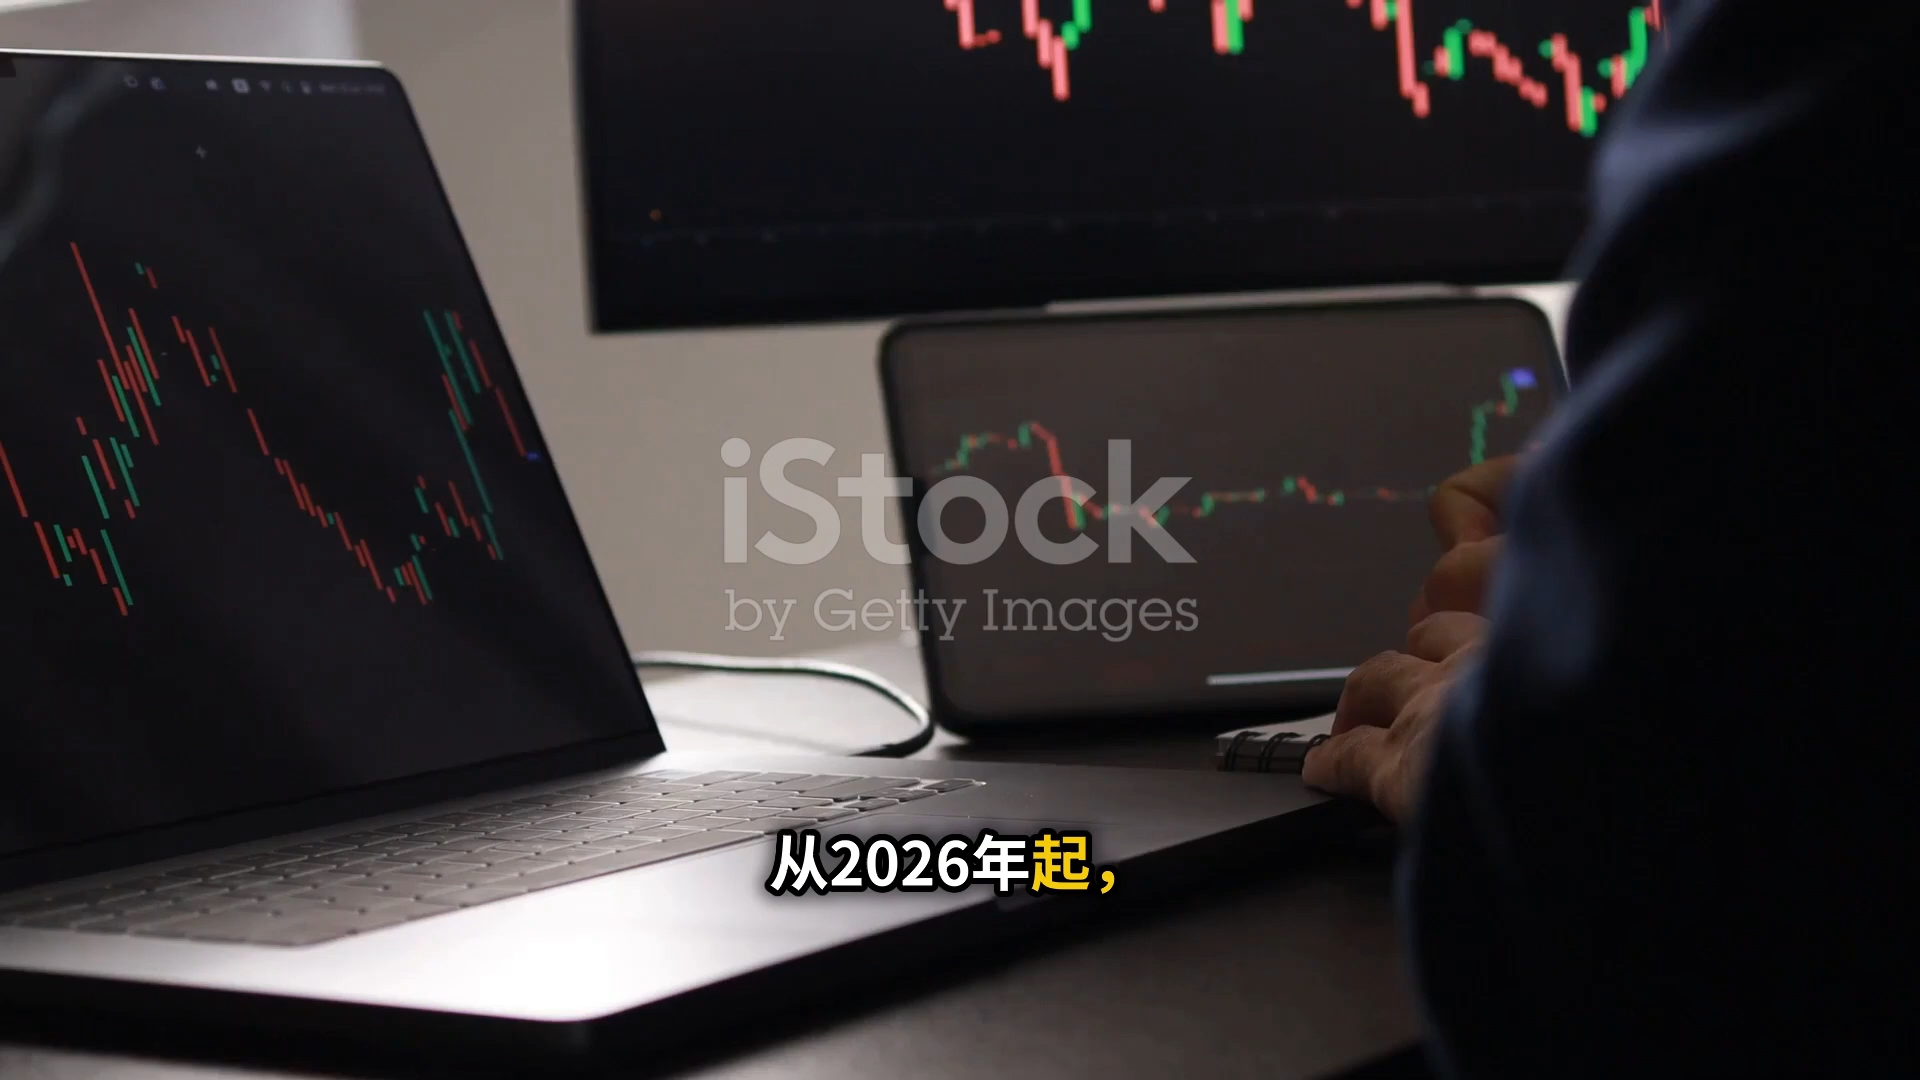 iStock
by Getty Images
从2026年起，